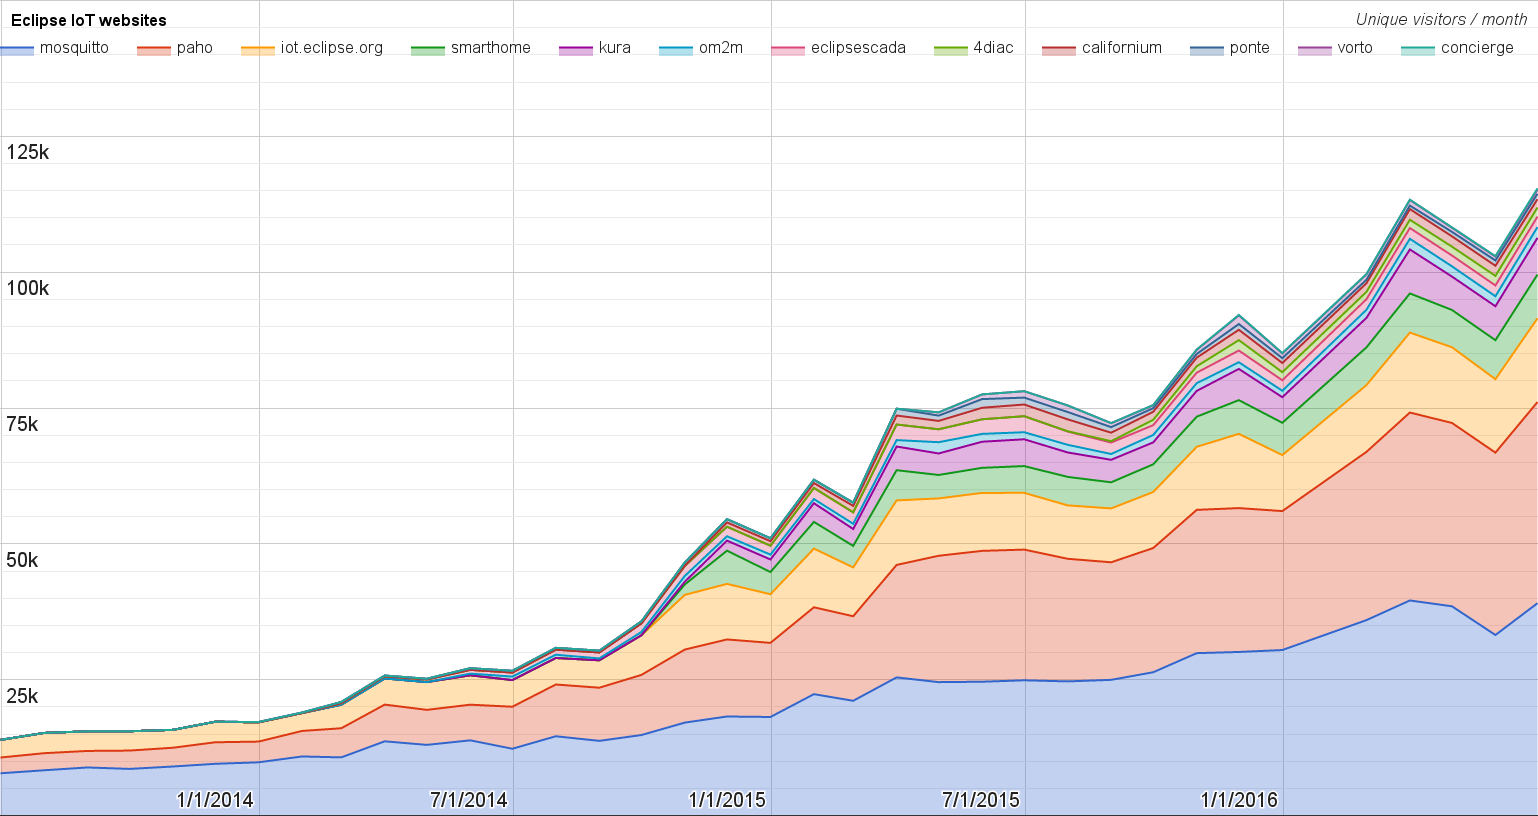 Eclipse IoT websites
Unique visitors / month
mosquitto paho iot.eclipse.org smarthome kura om2m eclipsescada 4diac californium ponte vorto concierge
125k
100k
75k
50k
25k
1/1/2014 7/1/2014 1/1/2015 7/1/2015 1/1/2016